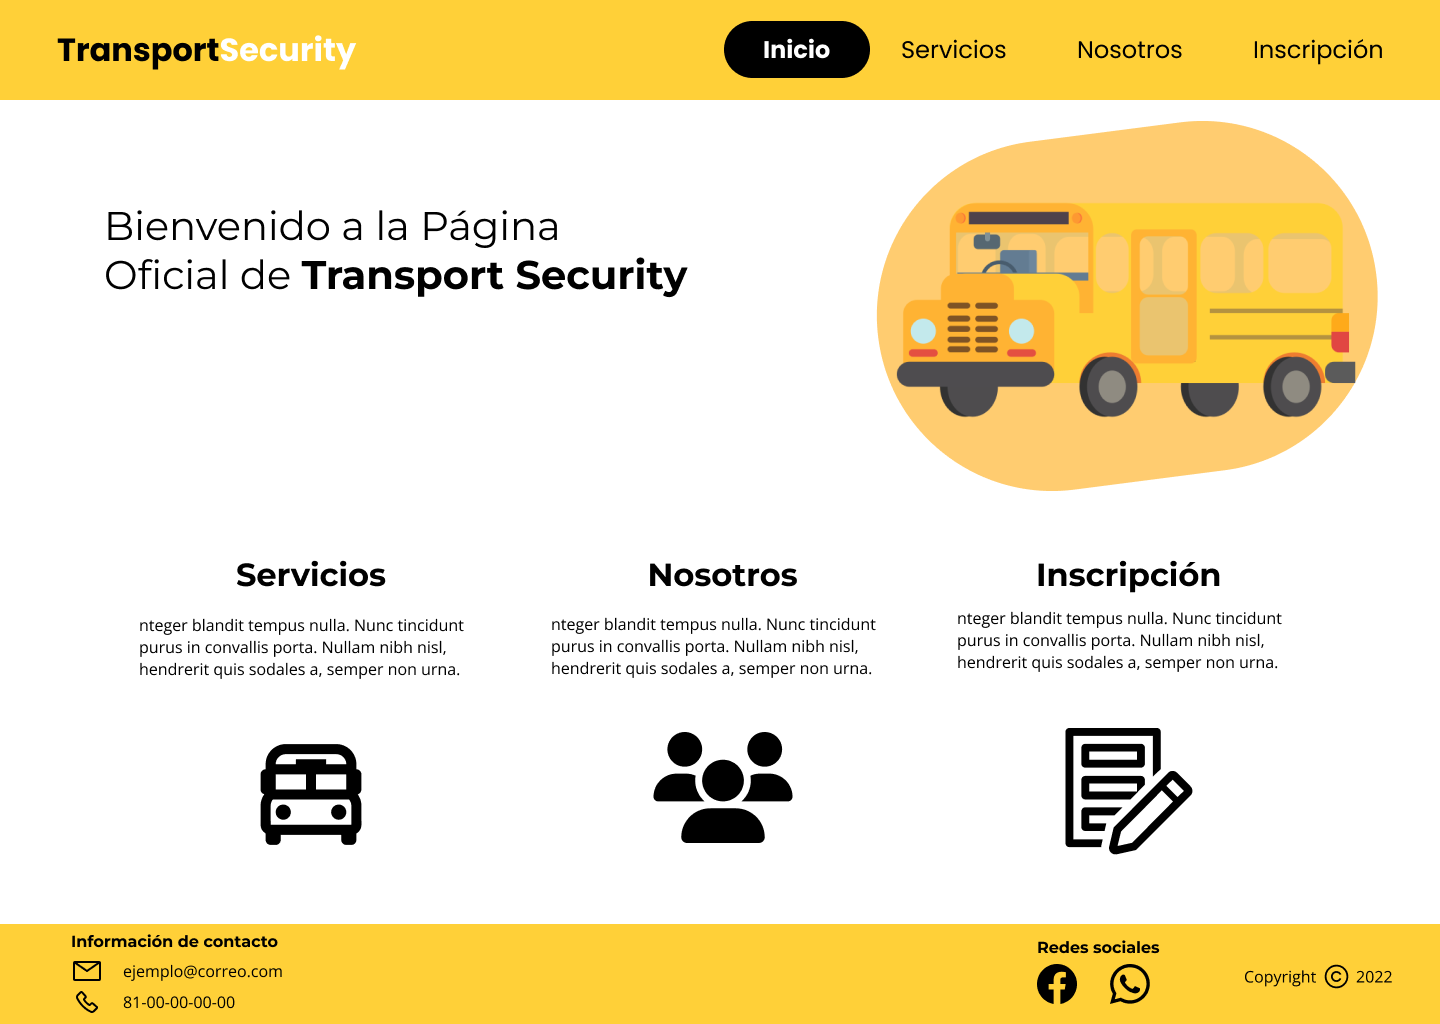 TransportSecurity
Inicio
Servicios
Nosotros
Inscripción
Bienvenido a la Página
Oficial de Transport Security
Servicios
nteger blandit tempus nulla. Nunc tincidunt
purus in convallis porta. Nullam nibh nisl,
hendrerit quis sodales a, semper non urna.
Nosotros
nteger blandit tempus nulla. Nunc tincidunt
purus in convallis porta. Nullam nibh nisl,
hendrerit quis sodales a, semper non urna.
Inscripción
nteger blandit tempus nulla. Nunc tincidunt
purus in convallis porta. Nullam nibh nisl,
hendrerit quis sodales a, semper non urna.
Información de contacto
ejemplo@correo.com
81-00-00-00-00
Redes sociales
Copyright © 2022